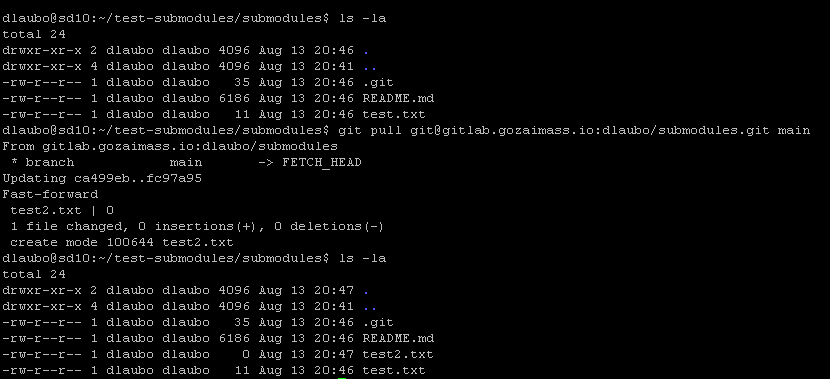 dlaubo@sd10:~/test-submodules/submodules$ ls -la
total 24
drwxr-xr-x 2 dlaubo dlaubo 4096 Aug 13 20:46 .
drwxr-xr-x 4 dlaubo dlaubo 4096 Aug 13 20:41 ..
-rw-r--r-- 1 dlaubo dlaubo   35 Aug 13 20:46 .git
-rw-r--r-- 1 dlaubo dlaubo 6186 Aug 13 20:46 README.md
-rw-r--r-- 1 dlaubo dlaubo   11 Aug 13 20:46 test.txt
dlaubo@sd10:~/test-submodules/submodules$ git pull git@gitlab.gozaimass.io:dlaubo/submodules.git main
From gitlab.gozaimass.io:dlaubo/submodules
 * branch            main       -> FETCH_HEAD
Updating ca499eb..fc97a95
Fast-forward
 test2.txt | 0
 1 file changed, 0 insertions(+), 0 deletions(-)
 create mode 100644 test2.txt
dlaubo@sd10:~/test-submodules/submodules$ ls -la
total 24
drwxr-xr-x 2 dlaubo dlaubo 4096 Aug 13 20:47 .
drwxr-xr-x 4 dlaubo dlaubo 4096 Aug 13 20:41 ..
-rw-r--r-- 1 dlaubo dlaubo   35 Aug 13 20:46 .git
-rw-r--r-- 1 dlaubo dlaubo 6186 Aug 13 20:46 README.md
-rw-r--r-- 1 dlaubo dlaubo    0 Aug 13 20:47 test2.txt
-rw-r--r-- 1 dlaubo dlaubo   11 Aug 13 20:46 test.txt